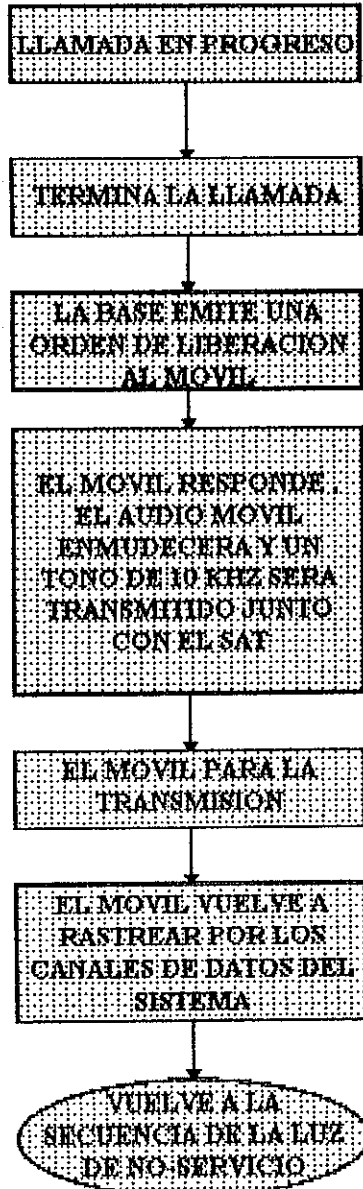 LLAMADA EN PROGRESO
TERMINA LA LLAMADA
LA BASE EMITE UNA
ORDEN DE LIBERACION
AL MOVIL
EL MOVIL RESPONDE .
EL AUDIO MOVIL
ENMUDECERA Y UN
TONO DE 10 KHZ SERA
TRANSMITIDO JUNTO
CON EL SAT
EL MOVIL PARA LA
TRANSMISION
EL MOVIL VUELVE A
RASTREAR POR LOS
CANALES DE DATOS DEL
SISTEMA
VUELVE A LA
SECUENCIA DE LA LUZ
DE NO-SERVICIO